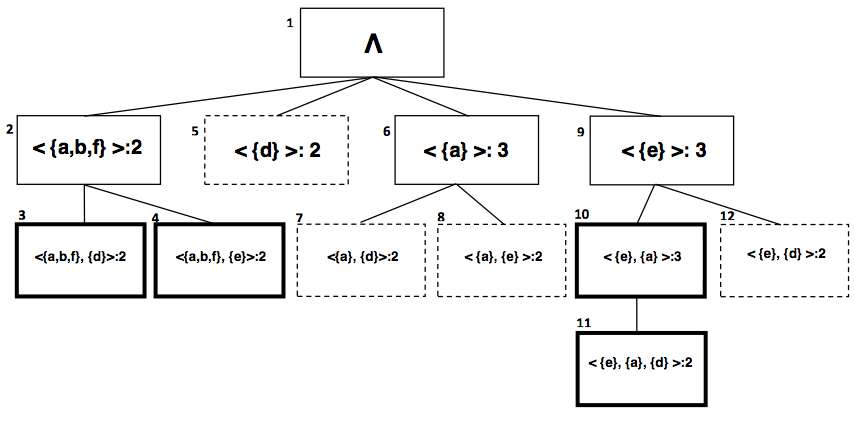 1
Λ
2
< {a,b,f} >:2
5
< {d} >: 2
6
< {a} >: 3
9
< {e} >: 3
3
<{a,b,f}, {d}>:2
4
<{a,b,f}, {e}>:2
7
<{a}, {d}>:2
8
< {a}, {e} >:2
10
< {e}, {a} >:3
12
< {e}, {d} >:2
11
< {e}, {a}, {d} >:2